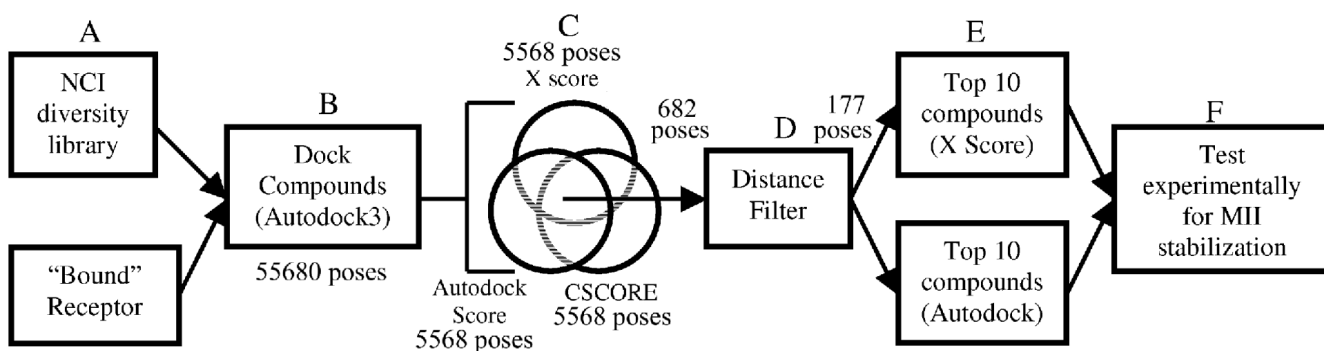 A
NCI
diversity
library
"Bound"
Receptor
B
Dock
Compounds
(Autodock3)
55680 poses
C
5568 poses
X score
Autodock
Score
5568 poses
CSCORE
5568 poses
682
poses
D
Distance
Filter
177
poses
E
Top 10
compounds
(X Score)
Top 10
compounds
(Autodock)
F
Test
experimentally
for MII
stabilization